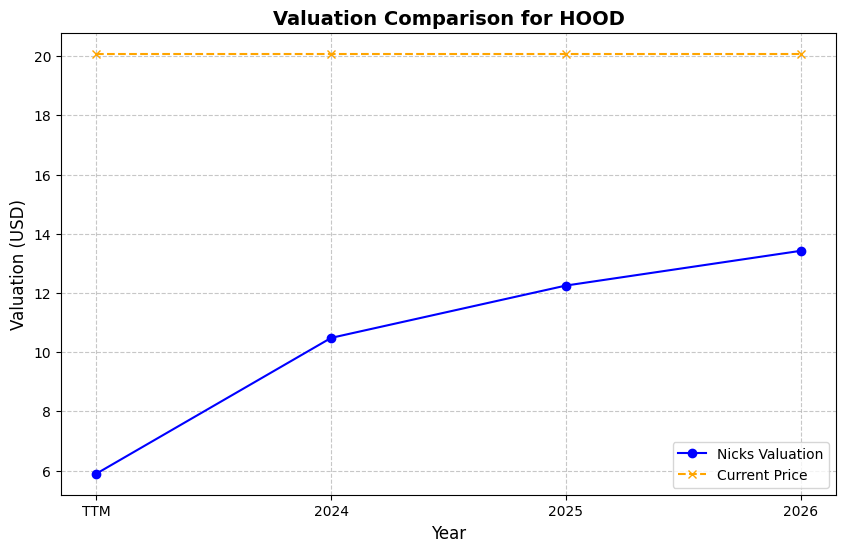 Valuation Comparison for HOOD
Valuation (USD)
20
18
16
14
12
10
8
6
TTM
2024
2025
2026
Year
Nicks Valuation
Current Price